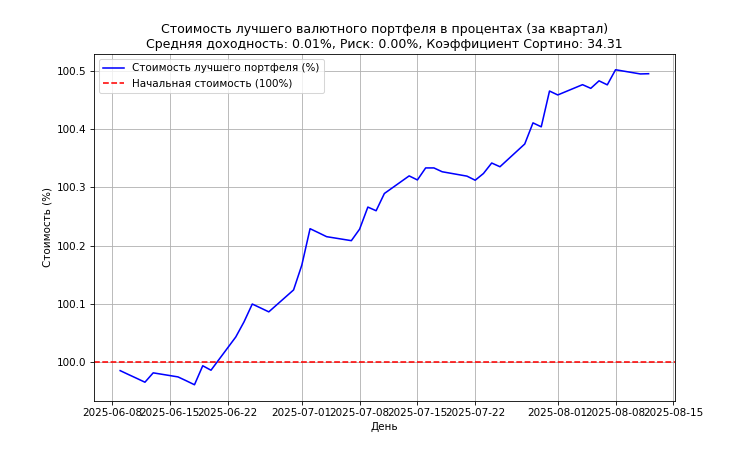 Стоимость лучшего валютного портфеля в процентах (за квартал)
Средняя доходность: 0.01%, Риск: 0.00%, Коэффициент Сортино: 34.31
Стоимость лучшего портфеля (%)
Начальная стоимость (100%)
Стоимость (%)
100.5
100.4
100.3
100.2
100.1
100.0
2025-06-08 2025-06-15 2025-06-22 2025-07-01 2025-07-08 2025-07-15 2025-07-22 2025-08-01 2025-08-08 2025-08-15
День